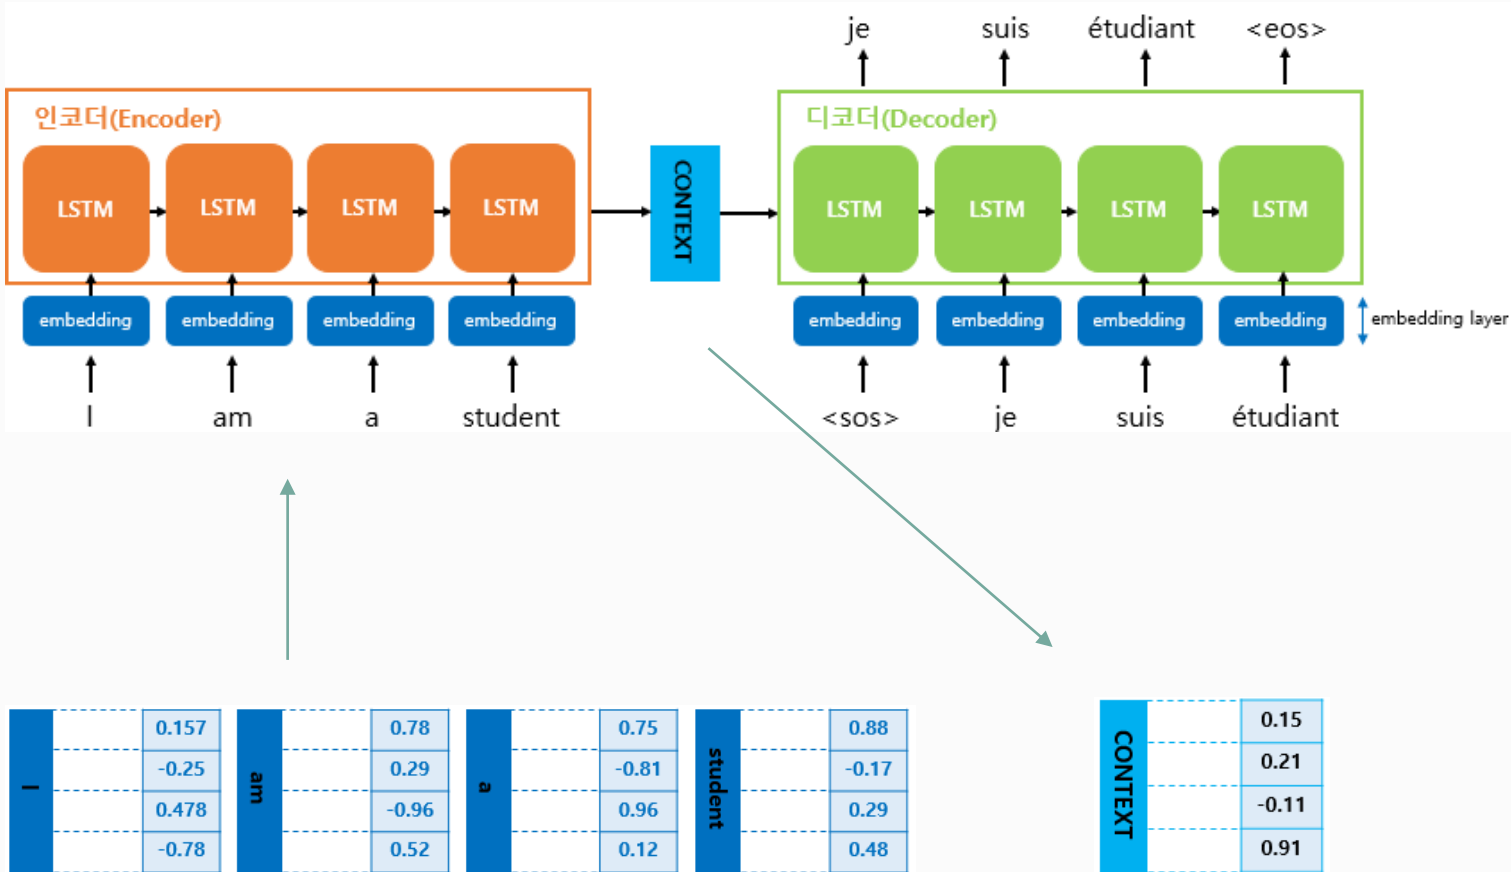 je suis étudiant <eos>
인코더(Encoder)
디코더(Decoder)
LSTM LSTM LSTM LSTM
CONTEXT
LSTM LSTM LSTM LSTM
embedding embedding embedding embedding
embedding embedding embedding embedding
embedding layer
I am a student
<sos> je suis étudiant
I
0.157
-0.25
0.478
-0.78
am
0.78
0.29
-0.96
0.52
a
0.75
-0.81
0.96
0.12
student
0.88
-0.17
0.29
0.48
CONTEXT
0.15
0.21
-0.11
0.91